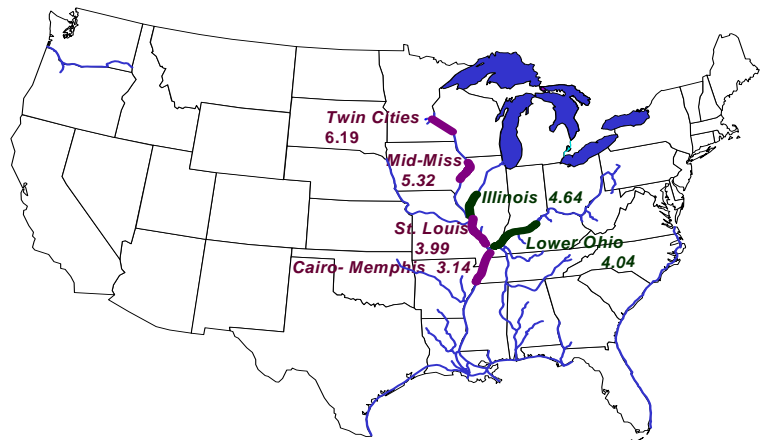 Twin Cities
6.19
Mid-Miss
5.32
Illinois 4.64
St. Louis
3.99
Lower Ohio
4.04
Cairo- Memphis 3.14